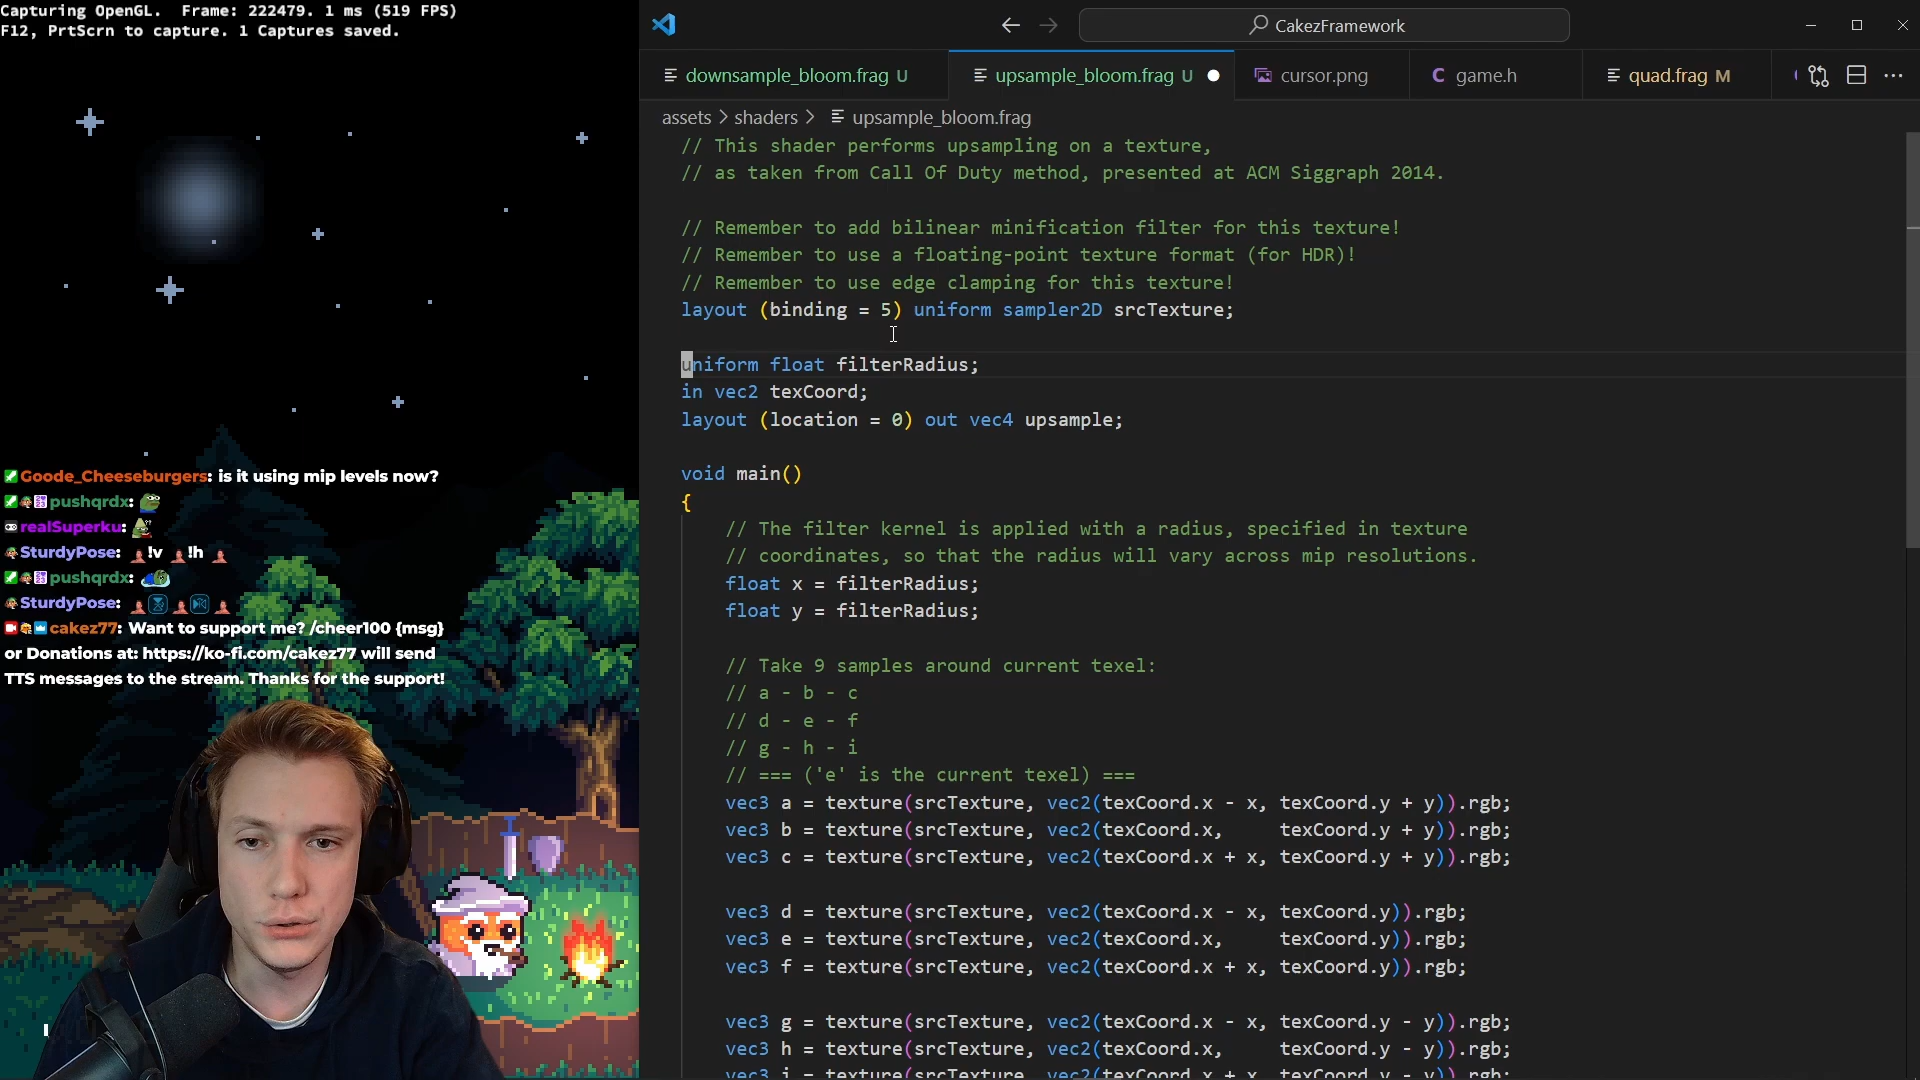 Capturing OpenGL.  Frame: 222479. 1 ms (519 FPS)
F12, PrtScrn to capture. 1 Captures saved.
Goode_Cheeseburgers: is it using mip levels now?
pushqrdx:
realSuperku:
SturdyPose: !v !h
pushqrdx:
SturdyPose:
cakez77: Want to support me? /cheer100 {msg}
or Donations at: https://ko-fi.com/cakez77 will send
TTS messages to the stream. Thanks for the support!
CakezFramework
downsample_bloom.frag U
upsample_bloom.frag U
cursor.png
C game.h
quad.frag M
assets > shaders > upsample_bloom.frag
// This shader performs upsampling on a texture,
// as taken from Call Of Duty method, presented at ACM Siggraph 2014.
// Remember to add bilinear minification filter for this texture!
// Remember to use a floating-point texture format (for HDR)!
// Remember to use edge clamping for this texture!
layout (binding = 5) uniform sampler2D srcTexture;
uniform float filterRadius;
in vec2 texCoord;
layout (location = 0) out vec4 upsample;
void main()
{
// The filter kernel is applied with a radius, specified in texture
// coordinates, so that the radius will vary across mip resolutions.
float x = filterRadius;
float y = filterRadius;
// Take 9 samples around current texel:
// a - b - c
// d - e - f
// g - h - i
// === ('e' is the current texel) ===
vec3 a = texture(srcTexture, vec2(texCoord.x - x, texCoord.y + y)).rgb;
vec3 b = texture(srcTexture, vec2(texCoord.x,     texCoord.y + y)).rgb;
vec3 c = texture(srcTexture, vec2(texCoord.x + x, texCoord.y + y)).rgb;
vec3 d = texture(srcTexture, vec2(texCoord.x - x, texCoord.y)).rgb;
vec3 e = texture(srcTexture, vec2(texCoord.x,     texCoord.y)).rgb;
vec3 f = texture(srcTexture, vec2(texCoord.x + x, texCoord.y)).rgb;
vec3 g = texture(srcTexture, vec2(texCoord.x - x, texCoord.y - y)).rgb;
vec3 h = texture(srcTexture, vec2(texCoord.x,     texCoord.y - y)).rgb;
vec3 i = texture(srcTexture, vec2(texCoord.x + x, texCoord.y - y)).rgb;